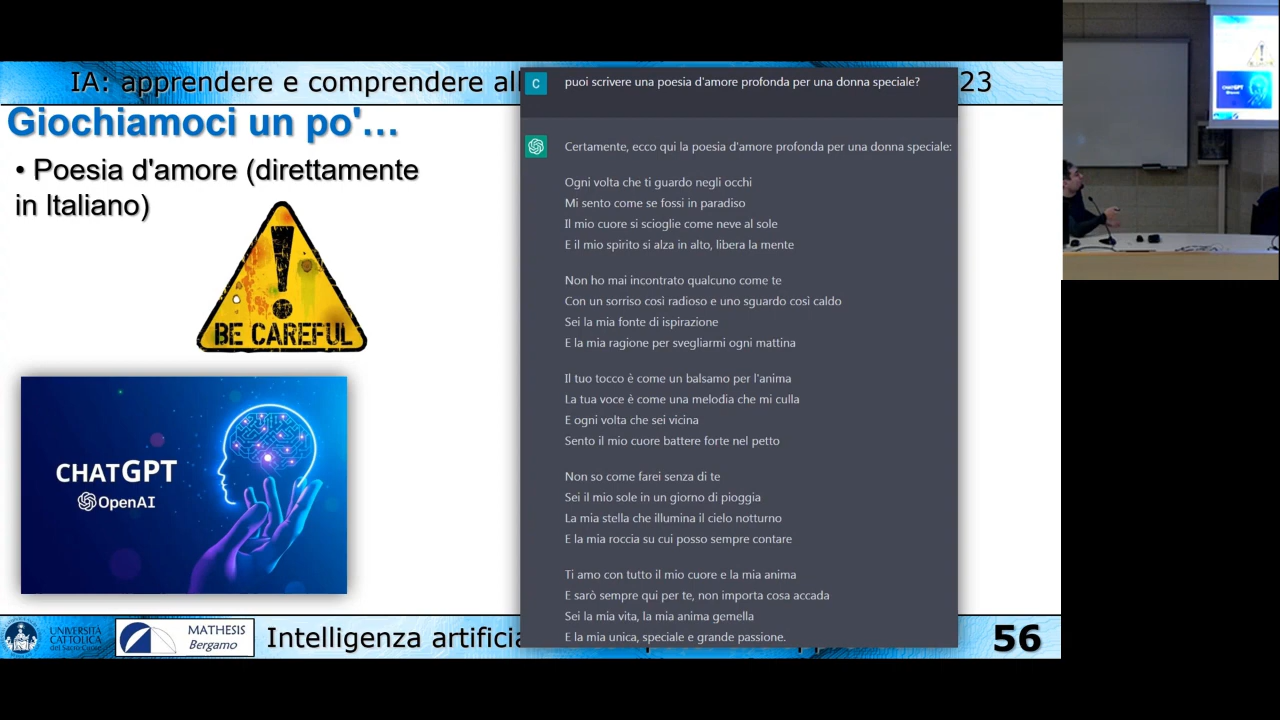 IA: apprendere e comprendere all
23
Giochiamoci un po'...
• Poesia d'amore (direttamente
in Italiano)
BE CAREFUL
CHATGPT
OpenAI
C
puoi scrivere una poesia d'amore profonda per una donna speciale?
Certamente, ecco qui la poesia d'amore profonda per una donna speciale:
Ogni volta che ti guardo negli occhi
Mi sento come se fossi in paradiso
Il mio cuore si scioglie come neve al sole
E il mio spirito si alza in alto, libera la mente
Non ho mai incontrato qualcuno come te
Con un sorriso così radioso e uno sguardo così caldo
Sei la mia fonte di ispirazione
E la mia ragione per svegliarmi ogni mattina
Il tuo tocco è come un balsamo per l'anima
La tua voce è come una melodia che mi culla
E ogni volta che sei vicina
Sento il mio cuore battere forte nel petto
Non so come farei senza di te
Sei il mio sole in un giorno di pioggia
La mia stella che illumina il cielo notturno
E la mia roccia su cui posso sempre contare
Ti amo con tutto il mio cuore e la mia anima
E sarò sempre qui per te, non importa cosa accada
Sei la mia vita, la mia anima gemella
E la mia unica, speciale e grande passione.
UNIVERSITÀ
CATTOLICA
del Sacro Cuore
MATHESIS
Bergamo
Intelligenza artificia
56